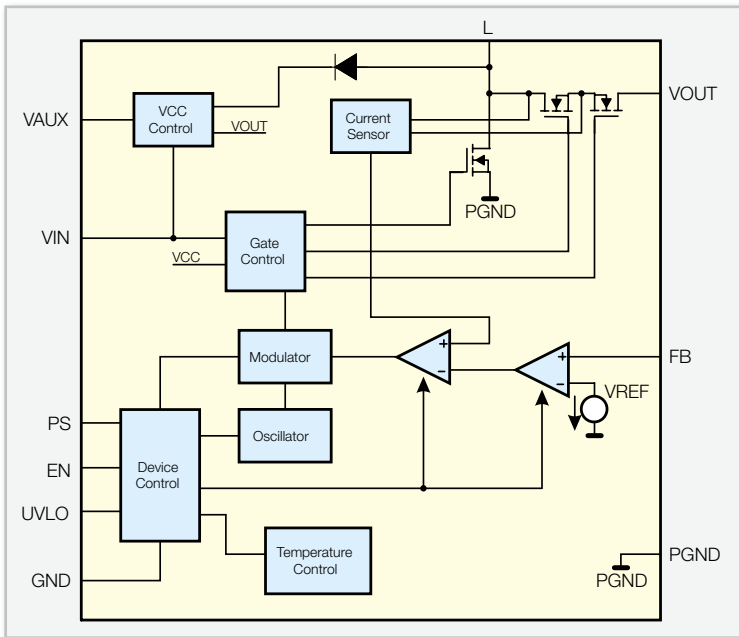 L
VAUX
VCC
Control
VOUT
Current
Sensor
VOUT
PGND
VIN
VCC
Gate
Control
Modulator
+
−
+
−
FB
VREF
PS
EN
UVLO
GND
Device
Control
Oscillator
Temperature
Control
PGND
PGND